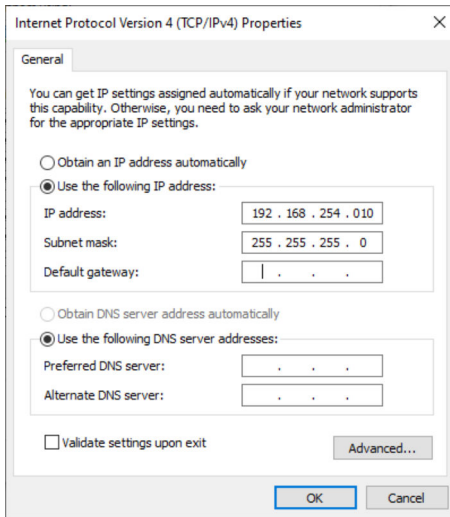 Internet Protocol Version 4 (TCP/IPv4) Properties
General
You can get IP settings assigned automatically if your network supports
this capability. Otherwise, you need to ask your network administrator
for the appropriate IP settings.
Obtain an IP address automatically
Use the following IP address:
IP address: 192 . 168 . 254 . 010
Subnet mask: 255 . 255 . 255 . 0
Default gateway: . . .
Obtain DNS server address automatically
Use the following DNS server addresses:
Preferred DNS server: . . .
Alternate DNS server: . . .
Validate settings upon exit
Advanced...
OK Cancel